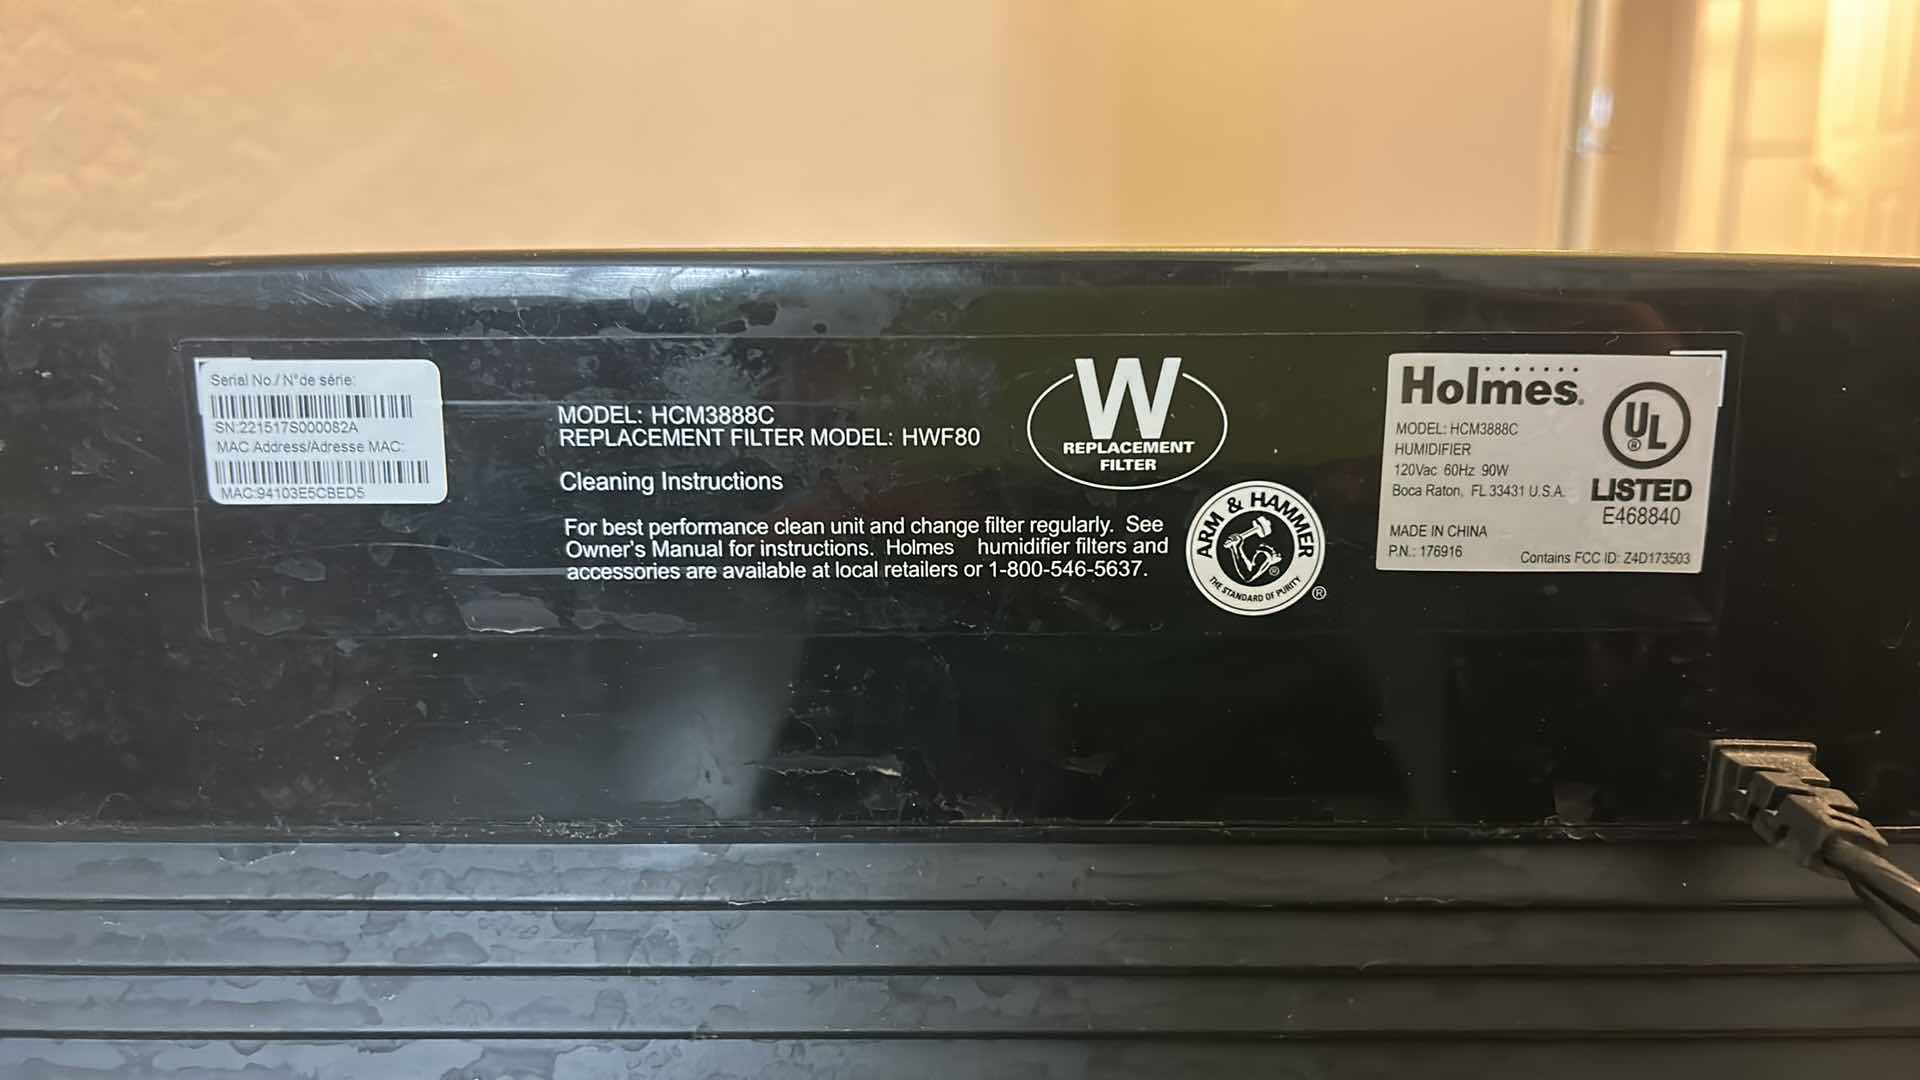 Serial No./ N°de série:
SN:221517S000082A
MAC Address/Adresse MAC:
MAC:94103E5CBED5
MODEL: HCM3888C
REPLACEMENT FILTER MODEL: HWF80
Cleaning Instructions
For best performance clean unit and change filter regularly. See
Owner's Manual for instructions. Holmes humidifier filters and
accessories are available at local retailers or 1-800-546-5637.
W
REPLACEMENT
FILTER
ARM & HAMMER
THE STANDARD OF PURITY
®
®
Holmes®
MODEL: HCM3888C
HUMIDIFIER
120Vac 60Hz 90W
Boca Raton, FL 33431 U.S.A.
MADE IN CHINA
P.N.: 176916
UL
®
LISTED
E468840
Contains FCC ID: Z4D173503